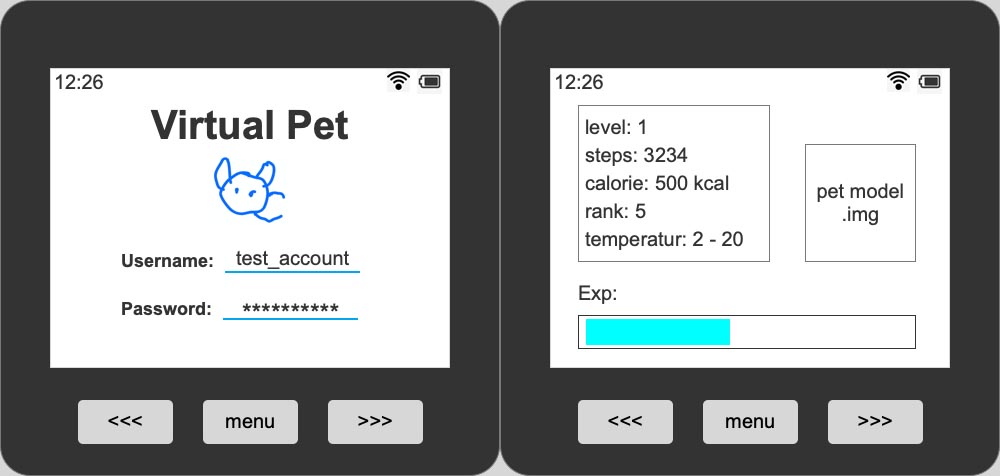 12:26
Virtual Pet
Username: test_account
Password: **********
<<< menu >>>
12:26
level: 1
steps: 3234
calorie: 500 kcal
rank: 5
temperatur: 2 - 20
pet model
.img
Exp:
<<< menu >>>